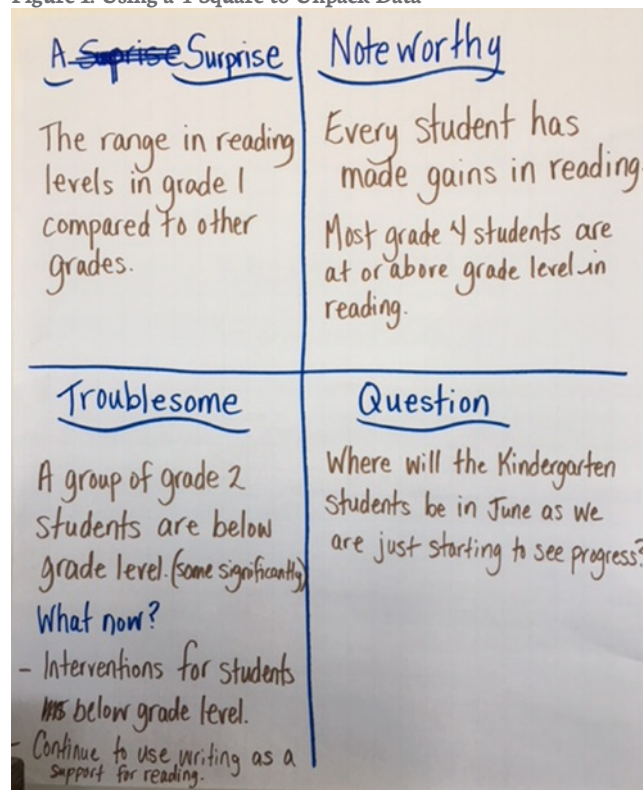 Figure 1. Using a 4 Square to Unpack Data
A Suprise Surprise
The range in reading
levels in grade 1
compared to other
grades.
Noteworthy
Every student has
made gains in reading.
Most grade 4 students are
at or above grade level in
reading.
Troublesome
A group of grade 2
students are below
grade level. (some significantly)
What now?
- Interventions for students
below grade level.
- Continue to use writing as a
support for reading.
Question
Where will the Kindergarten
students be in June as we
are just starting to see progress?